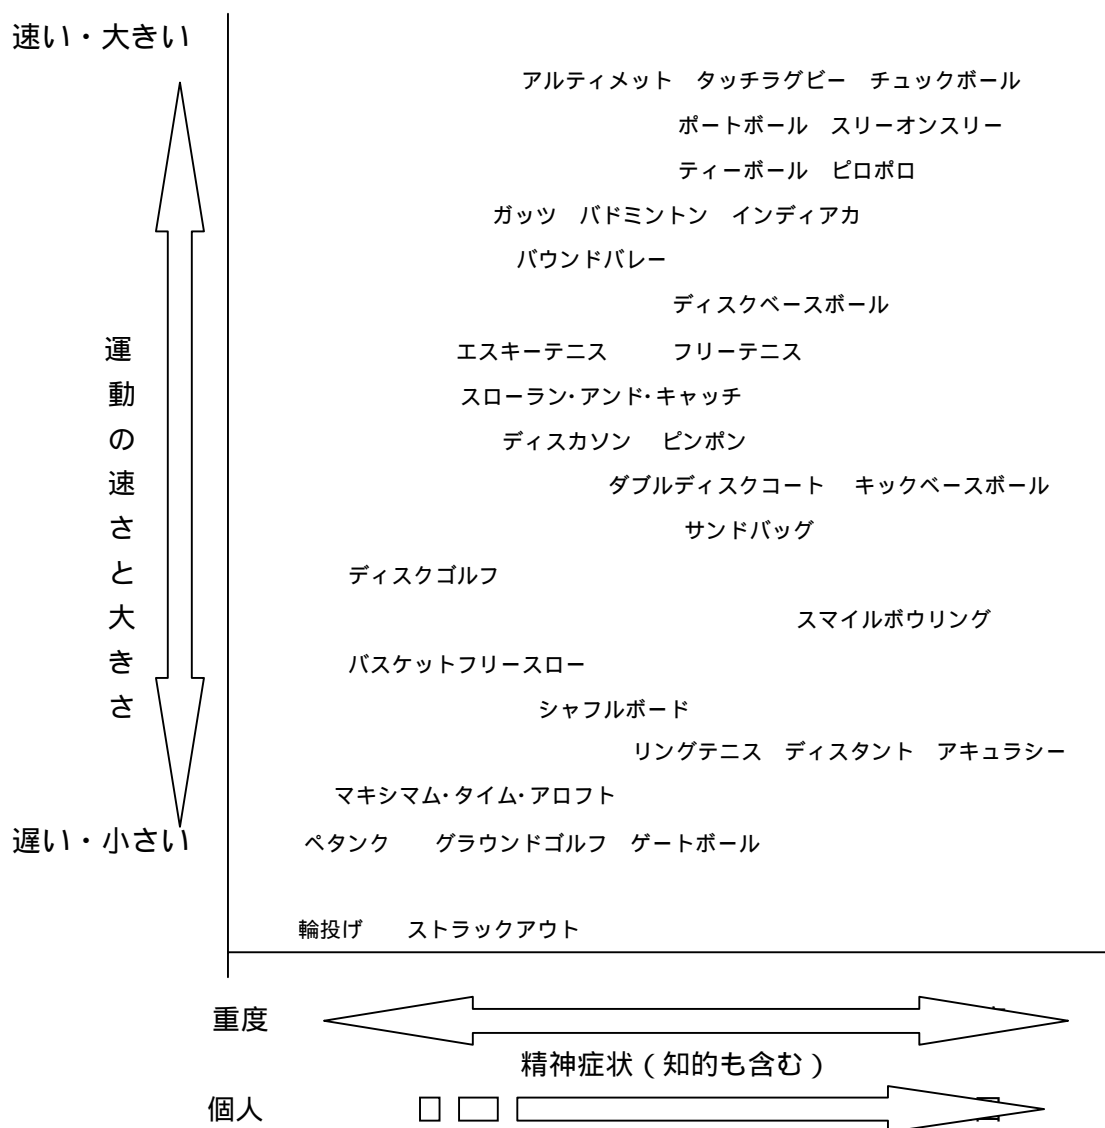 速い・大きい
アルティメット タッチラグビー チュックボール
ポートボール スリーオンスリー
ティーボール ピロポロ
ガッツ バドミントン インディアカ
バウンドバレー
ディスクベースボール
エスキーテニス フリーテニス
スローラン・アンド・キャッチ
ディスカソン ピンポン
ダブルディスクコート キックベースボール
サンドバッグ
ディスクゴルフ
スマイルボウリング
バスケットフリースロー
シャフルボード
リングテニス ディスタント アキュラシー
マキシマム・タイム・アロフト
運動の速さと大きさ
遅い・小さい
ペタンク グラウンドゴルフ ゲートボール
輪投げ ストラックアウト
重度
精神症状(知的も含む)
個人